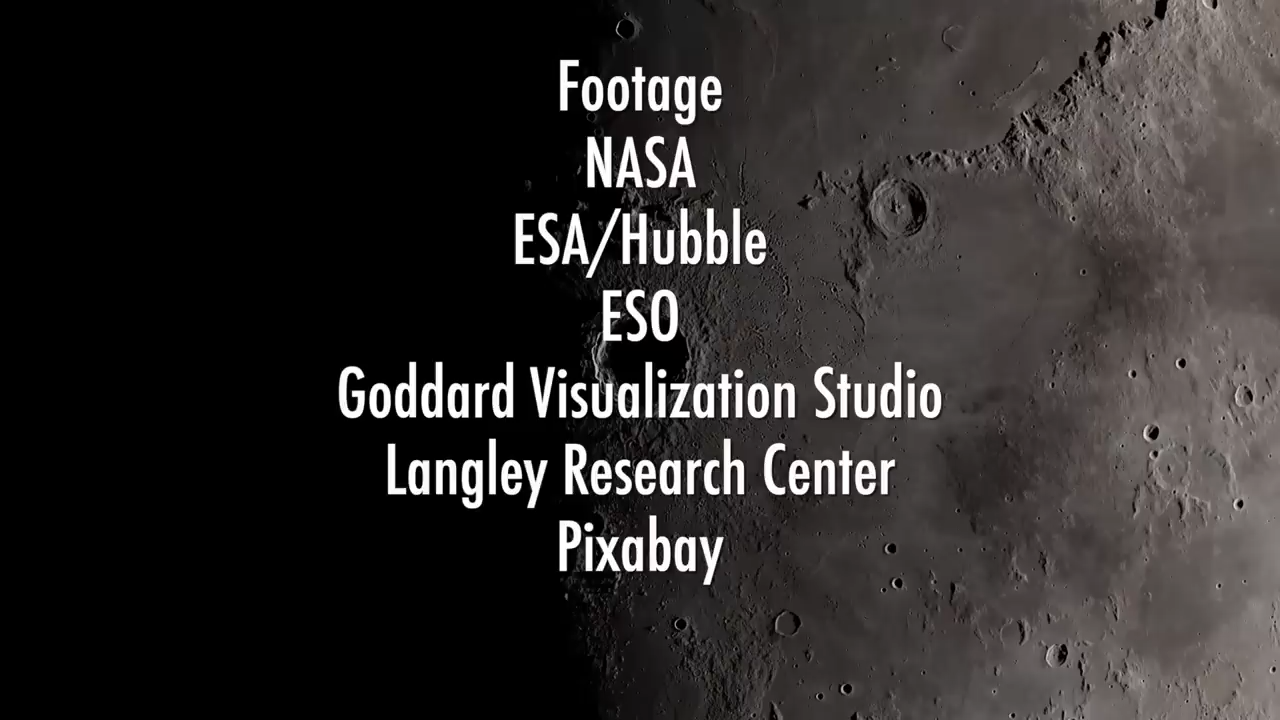 Footage
NASA
ESA/Hubble
ESO
Goddard Visualization Studio
Langley Research Center
Pixabay